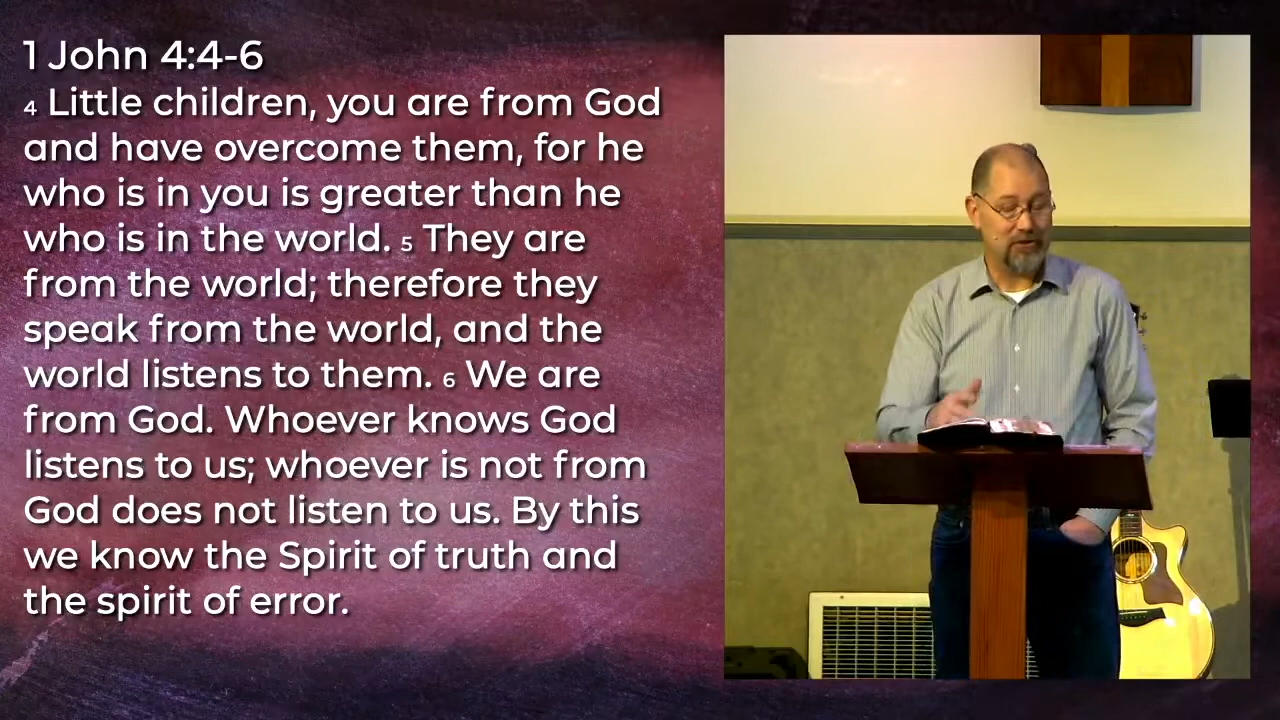 1 John 4:4-6
4 Little children, you are from God
and have overcome them, for he
who is in you is greater than he
who is in the world. 5 They are
from the world; therefore they
speak from the world, and the
world listens to them. 6 We are
from God. Whoever knows God
listens to us; whoever is not from
God does not listen to us. By this
we know the Spirit of truth and
the spirit of error.